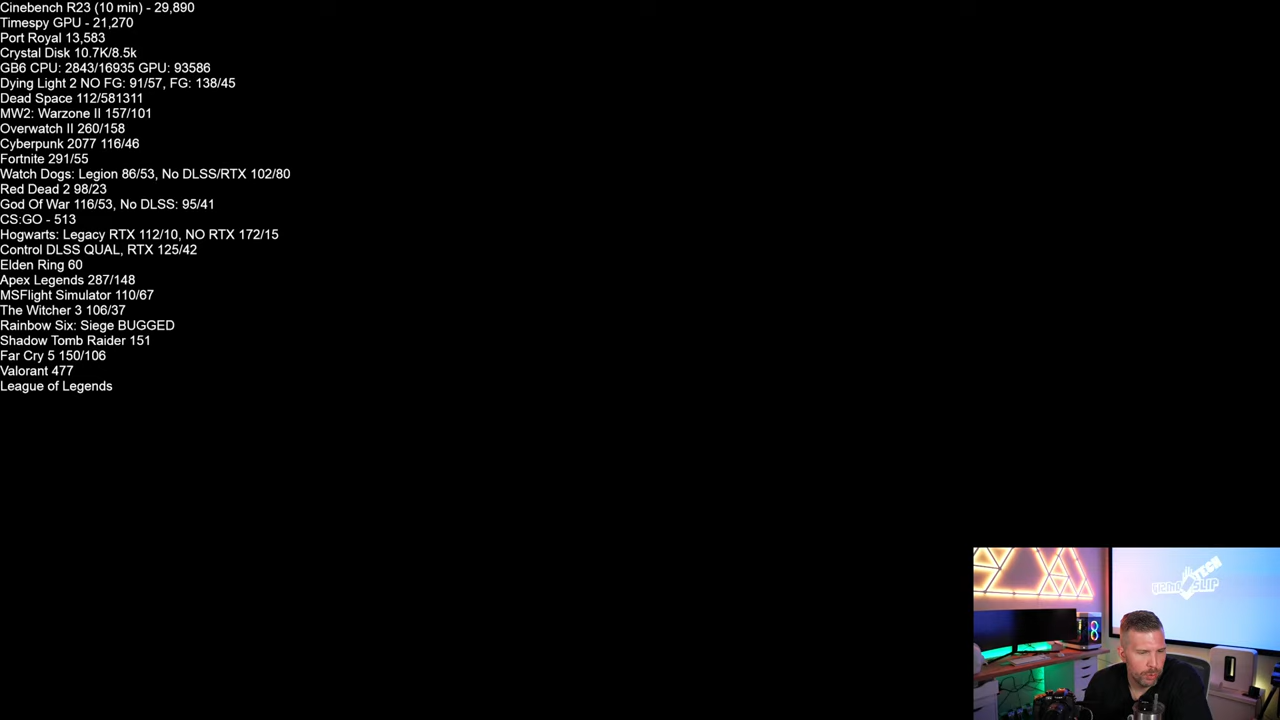 Cinebench R23 (10 min) - 29,890
Timespy GPU - 21,270
Port Royal 13,583
Crystal Disk 10.7K/8.5k
GB6 CPU: 2843/16935 GPU: 93586
Dying Light 2 NO FG: 91/57, FG: 138/45
Dead Space 112/581311
MW2: Warzone II 157/101
Overwatch II 260/158
Cyberpunk 2077 116/46
Fortnite 291/55
Watch Dogs: Legion 86/53, No DLSS/RTX 102/80
Red Dead 2 98/23
God Of War 116/53, No DLSS: 95/41
CS:GO - 513
Hogwarts: Legacy RTX 112/10, NO RTX 172/15
Control DLSS QUAL, RTX 125/42
Elden Ring 60
Apex Legends 287/148
MSFlight Simulator 110/67
The Witcher 3 106/37
Rainbow Six: Siege BUGGED
Shadow Tomb Raider 151
Far Cry 5 150/106
Valorant 477
League of Legends
GIZMO SLIP TECH